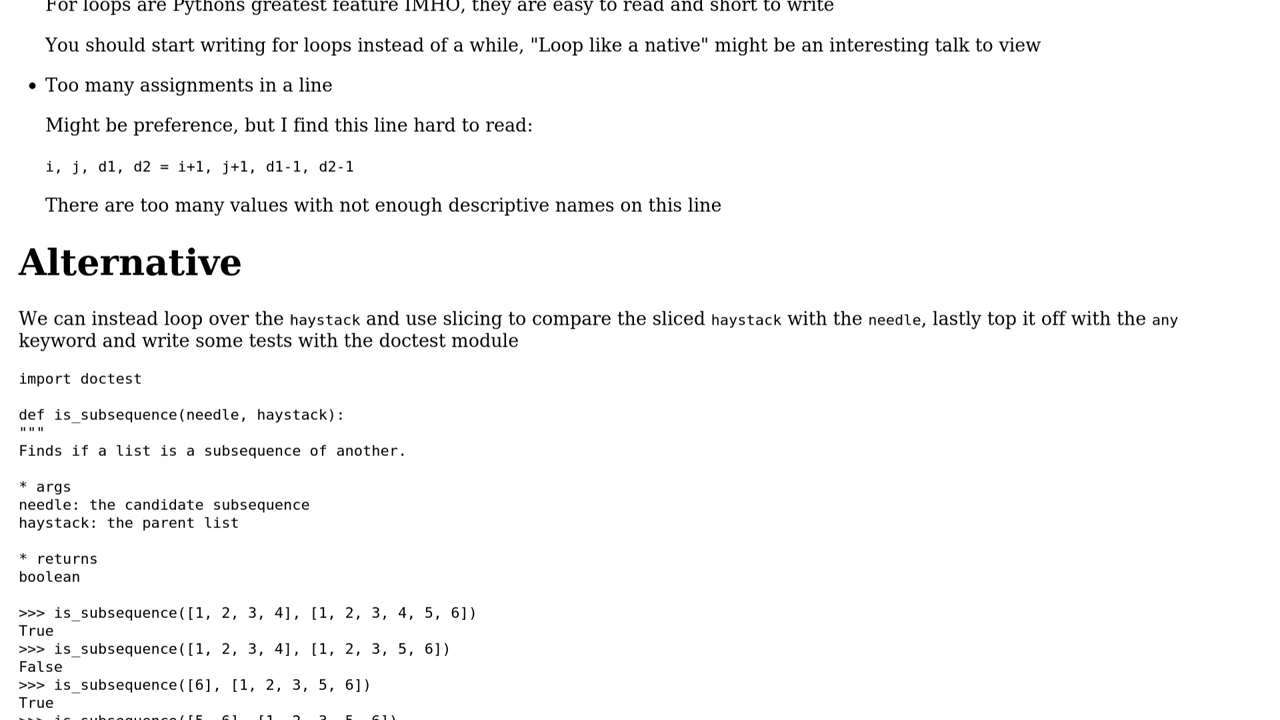 For loops are Pythons greatest feature IMHO, they are easy to read and short to write
You should start writing for loops instead of a while, "Loop like a native" might be an interesting talk to view
• Too many assignments in a line
Might be preference, but I find this line hard to read:
i, j, d1, d2 = i+1, j+1, d1-1, d2-1
There are too many values with not enough descriptive names on this line
Alternative
We can instead loop over the haystack and use slicing to compare the sliced haystack with the needle, lastly top it off with the any
keyword and write some tests with the doctest module
import doctest
def is_subsequence(needle, haystack):
"""
Finds if a list is a subsequence of another.
* args
needle: the candidate subsequence
haystack: the parent list
* returns
boolean
>>> is_subsequence([1, 2, 3, 4], [1, 2, 3, 4, 5, 6])
True
>>> is_subsequence([1, 2, 3, 4], [1, 2, 3, 5, 6])
False
>>> is_subsequence([6], [1, 2, 3, 5, 6])
True
>>> is_subsequence([5, 6], [1, 2, 3, 5, 6])